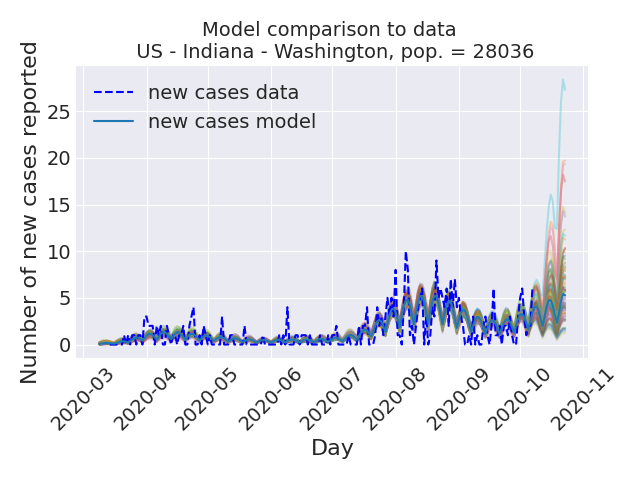 Model comparison to data
US - Indiana - Washington, pop. = 28036
Number of new cases reported
new cases data
new cases model
25
20
15
10
5
0
2020-03
2020-04
2020-05
2020-06
2020-07
2020-08
2020-09
2020-10
2020-11
Day